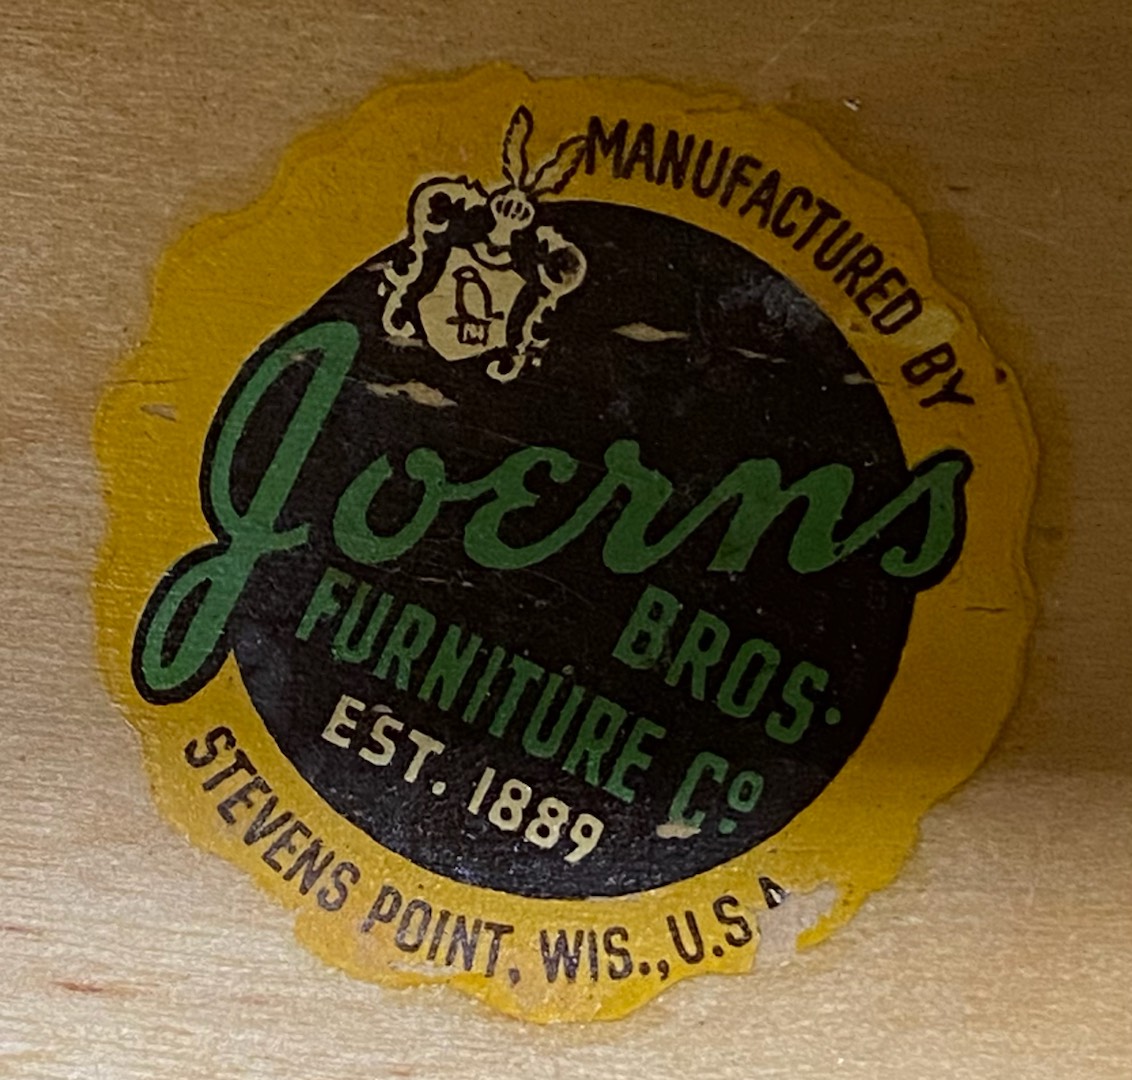 MANUFACTURED BY
Joerns
BROS.
FURNITURE Co
EST. 1889
STEVENS POINT, WIS., U.S.A